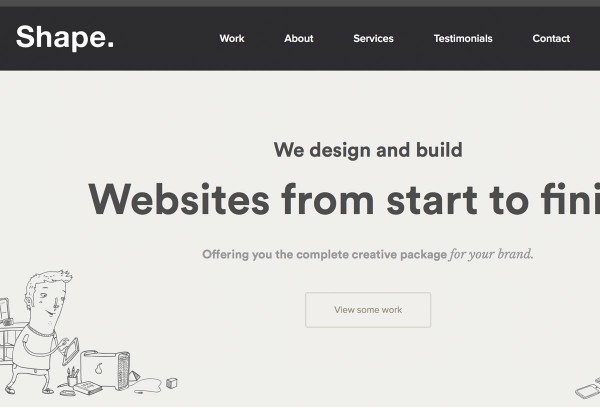 Shape.
Work About Services Testimonials Contact
We design and build
Websites from start to fini
Offering you the complete creative package for your brand.
View some work